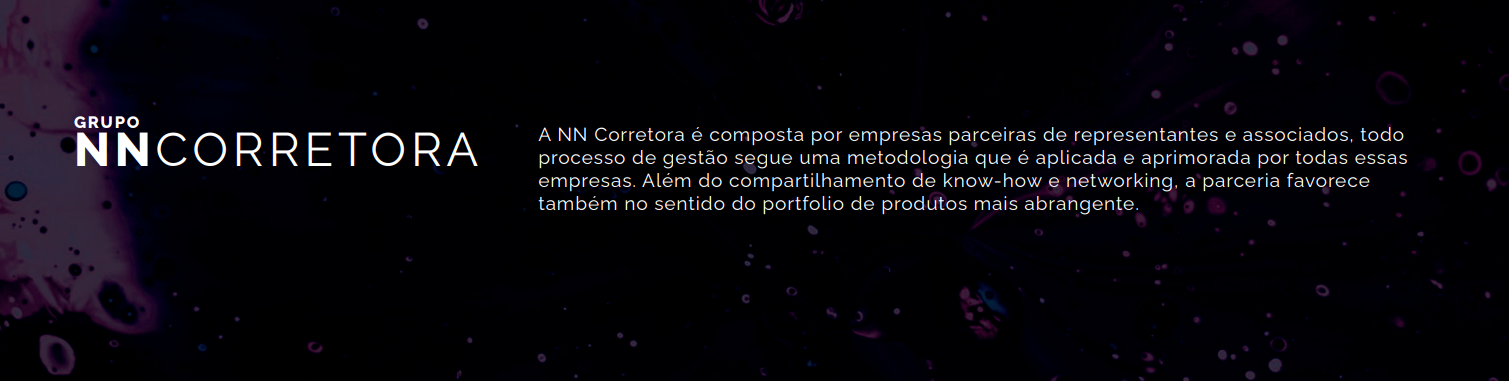 GRUPO
NNCORRETORA
A NN Corretora é composta por empresas parceiras de representantes e associados, todo
processo de gestão segue uma metodologia que é aplicada e aprimorada por todas essas
empresas. Além do compartilhamento de know-how e networking, a parceria favorece
também no sentido do portfolio de produtos mais abrangente.